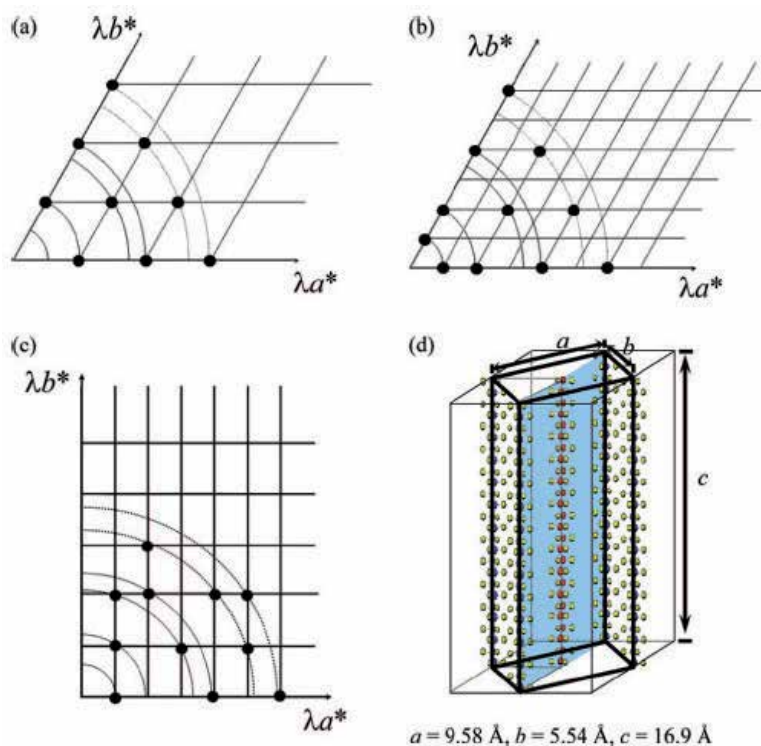 (a)
λb*
λa*
(b)
λb*
λa*
(c)
λb*
λa*
(d)
a
b
c
a = 9.58 Å, b = 5.54 Å, c = 16.9 Å